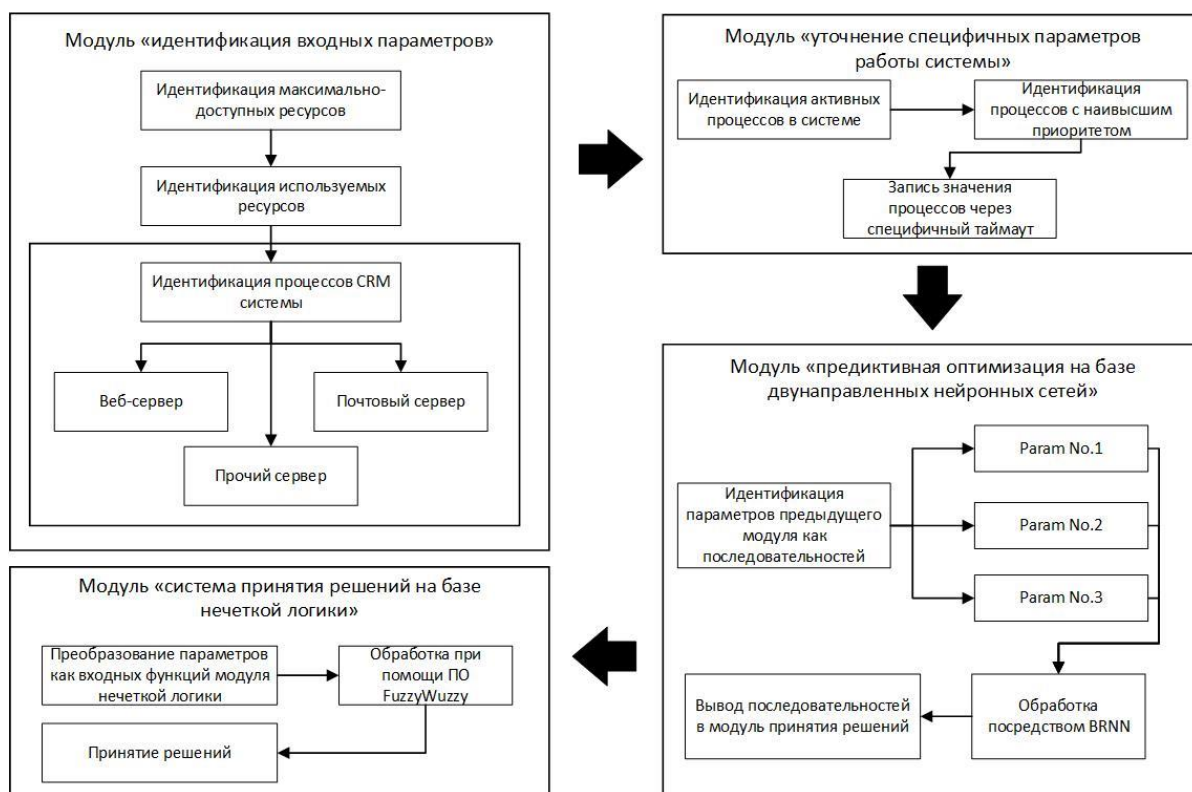 Модуль «идентификация входных параметров»
Идентификация максимально-
доступных ресурсов
Идентификация используемых
ресурсов
Идентификация процессов CRM
системы
Веб-сервер
Почтовый сервер
Прочий сервер
Модуль «уточнение специфичных параметров
работы системы»
Идентификация активных
процессов в системе
Идентификация
процессов с наивысшим
приоритетом
Запись значения
процессов через
специфичный таймаут
Модуль «предиктивная оптимизация на базе
двунаправленных нейронных сетей»
Идентификация
параметров предыдущего
модуля как
последовательностей
Param No.1
Param No.2
Param No.3
Обработка
посредством BRNN
Вывод последовательностей
в модуль принятия решений
Модуль «система принятия решений на базе
нечеткой логики»
Преобразование параметров
как входных функций модуля
нечеткой логики
Обработка при
помощи ПО
FuzzyWuzzy
Принятие решений